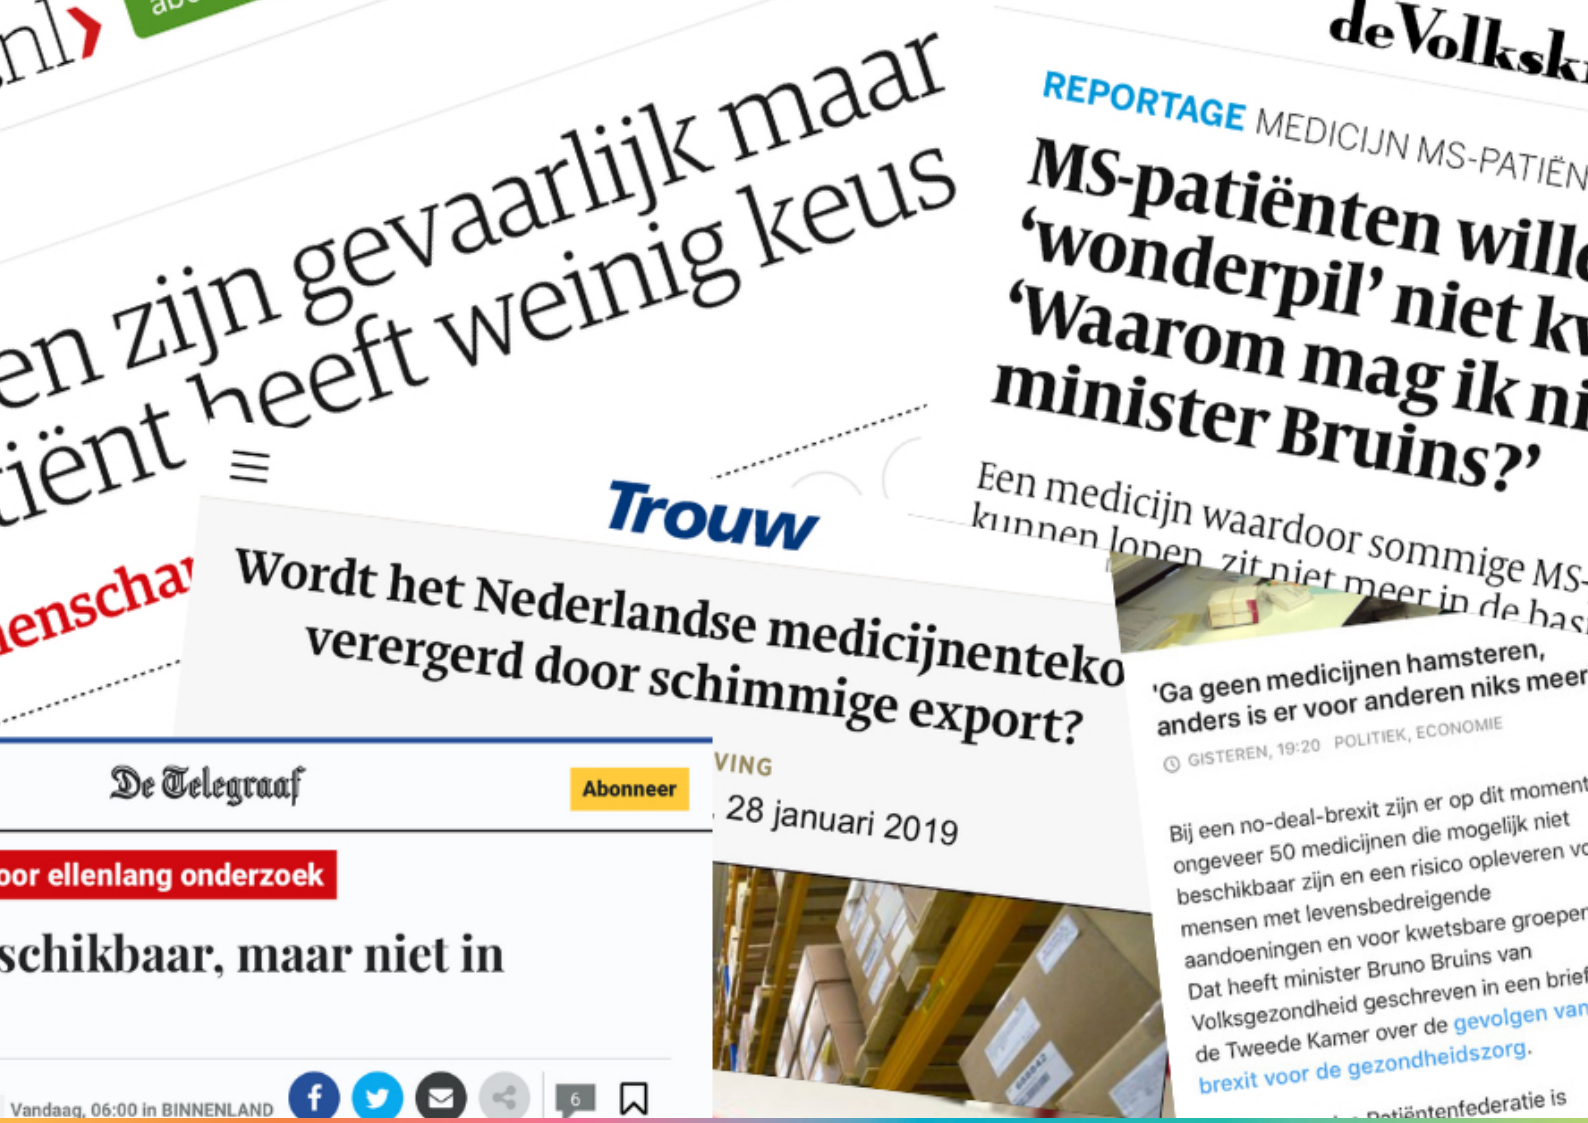 .nl
en zijn gevaarlijk maar
tiënt heeft weinig keus
enschap
deVolkskr
REPORTAGE MEDICIJN MS-PATIËN
MS-patiënten wille
‘wonderpil’ niet kw
‘Waarom mag ik ni
minister Bruins?’
Een medicijn waardoor sommige MS-
kunnen lopen, zit niet meer in de basi
Trouw
Wordt het Nederlandse medicijnenteko
verergerd door schimmige export?
VING
, 28 januari 2019
De Telegraaf
Abonneer
oor ellenlang onderzoek
schikbaar, maar niet in
Vandaag, 06:00 in BINNENLAND
6
'Ga geen medicijnen hamsteren,
anders is er voor anderen niks meer
GISTEREN, 19:20 POLITIEK, ECONOMIE
Bij een no-deal-brexit zijn er op dit moment
ongeveer 50 medicijnen die mogelijk niet
beschikbaar zijn en een risico opleveren vo
mensen met levensbedreigende
aandoeningen en voor kwetsbare groepen
Dat heeft minister Bruno Bruins van
Volksgezondheid geschreven in een brief
de Tweede Kamer over de gevolgen van
brexit voor de gezondheidszorg.
Patiëntenfederatie is